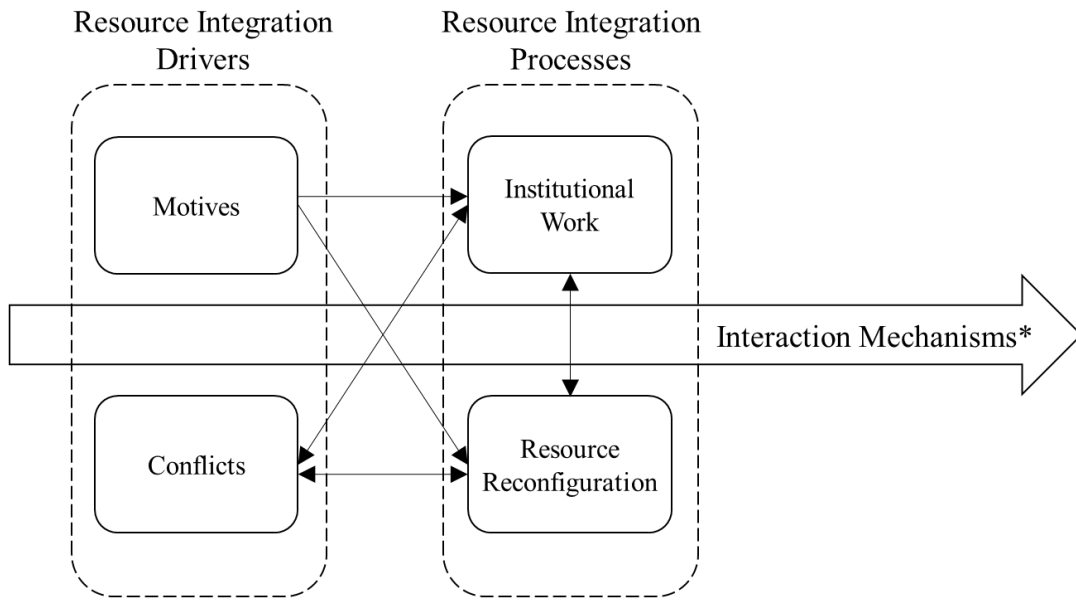 Resource Integration
Drivers
Resource Integration
Processes
Motives
Institutional
Work
Interaction Mechanisms*
Conflicts
Resource
Reconfiguration